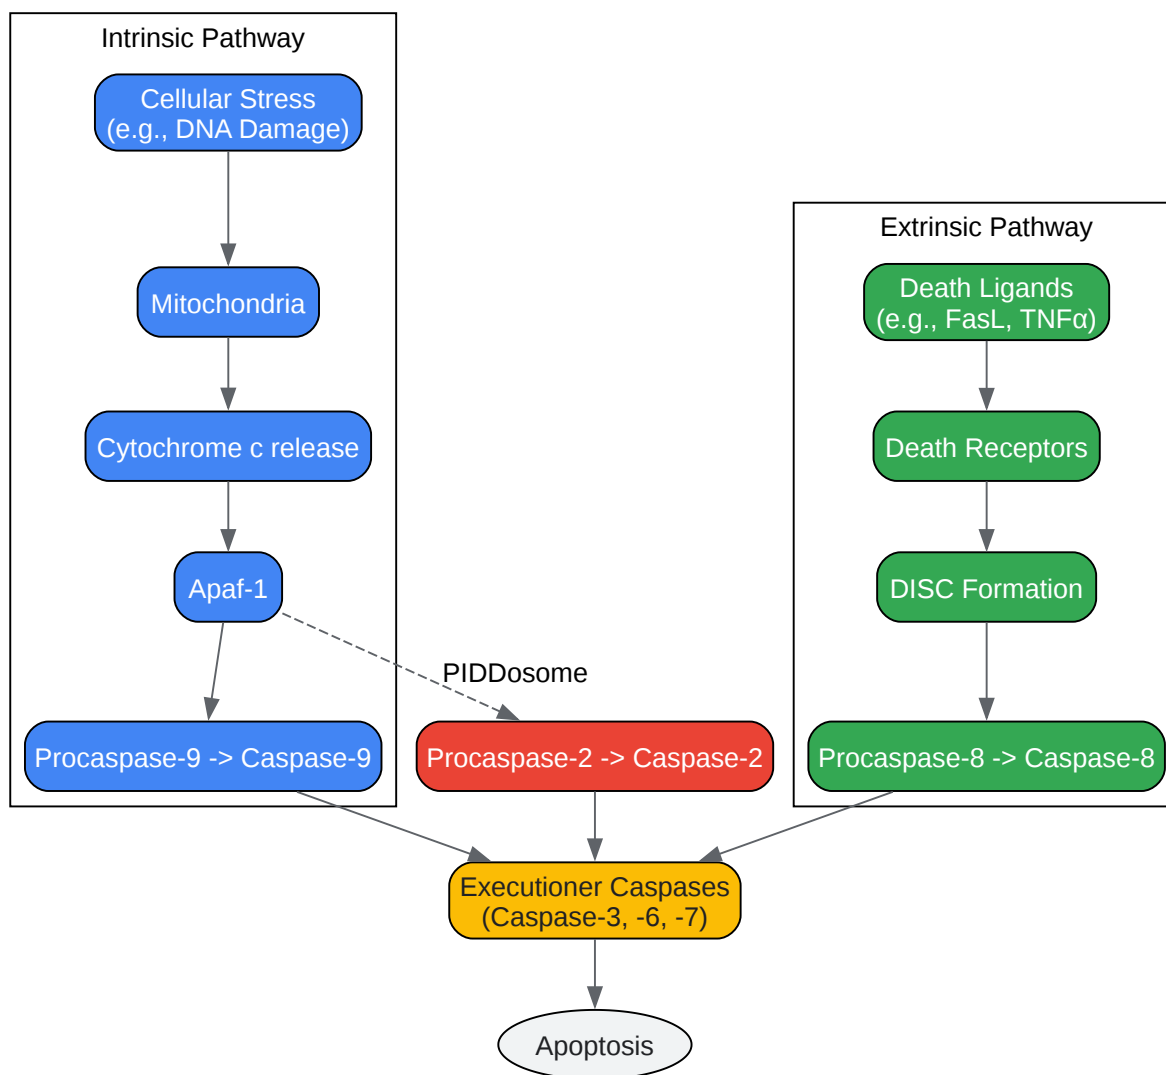 Intrinsic Pathway
Cellular Stress
(e.g., DNA Damage)
Mitochondria
Cytochrome c release
Apaf-1
Procaspase-9 -> Caspase-9
PIDDosome
Procaspase-2 -> Caspase-2
Extrinsic Pathway
Death Ligands
(e.g., FasL, TNFα)
Death Receptors
DISC Formation
Procaspase-8 -> Caspase-8
Executioner Caspases
(Caspase-3, -6, -7)
Apoptosis